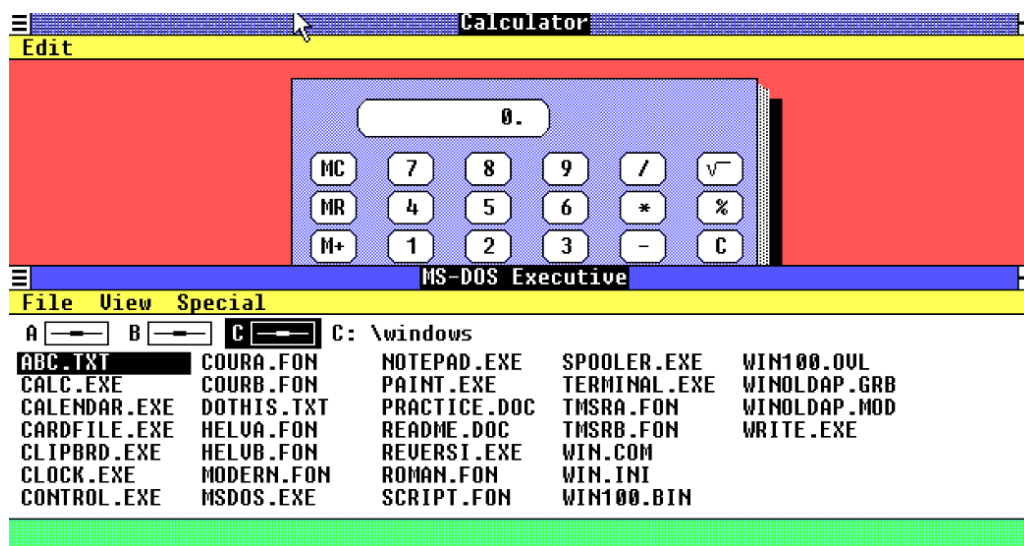 Calculator
Edit
0.
MC 7 8 9 / √
MR 4 5 6 * %
M+ 1 2 3 - C
MS-DOS Executive
File View Special
A B C C: \windows
ABC.TXT COURA.FON NOTEPAD.EXE SPOOLER.EXE WIN100.OVL
CALC.EXE COURB.FON PAINT.EXE TERMINAL.EXE WINOLDAP.GRB
CALENDAR.EXE DOTHIS.TXT PRACTICE.DOC TMSRA.FON WINOLDAP.MOD
CARDFILE.EXE HELVA.FON README.DOC TMSRB.FON WRITE.EXE
CLIPBRD.EXE HELVB.FON REVERSI.EXE WIN.COM
CLOCK.EXE MODERN.FON ROMAN.FON WIN.INI
CONTROL.EXE MSDOS.EXE SCRIPT.FON WIN100.BIN